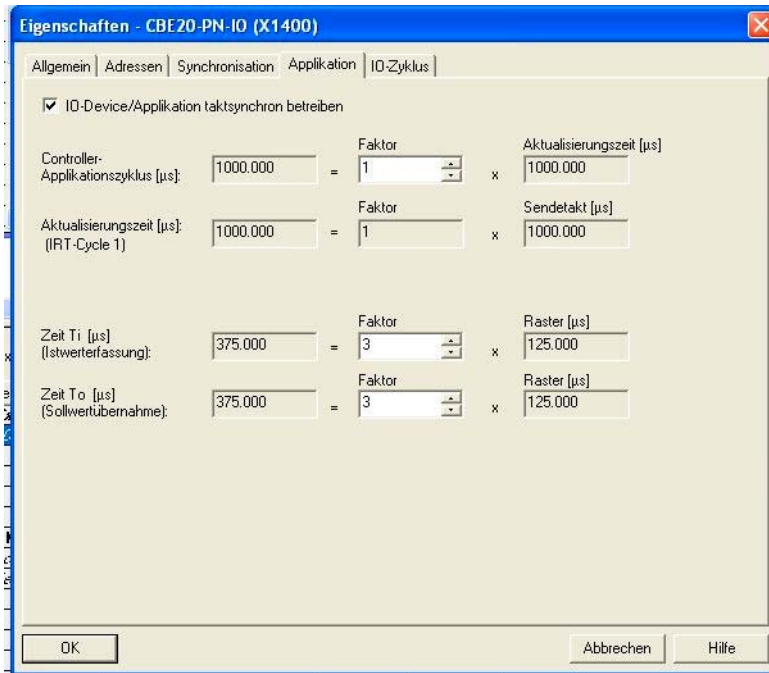 Eigenschaften - CBE20-PN-IO (X1400)
Allgemein Adressen Synchronisation Applikation IO-Zyklus
IO-Device/Applikation taktsynchron betreiben
Faktor Aktualisierungszeit [µs]
Controller-
Applikationszyklus [µs]: 1000.000 = 1 x 1000.000
Faktor Sendetakt [µs]
Aktualisierungszeit [µs]: 1000.000 = 1 x 1000.000
(IRT-Cycle 1)
Faktor Raster [µs]
Zeit Ti [µs]
(Istwerterfassung): 375.000 = 3 x 125.000
Faktor Raster [µs]
Zeit To [µs]
(Sollwertübernahme): 375.000 = 3 x 125.000
OK Abbrechen Hilfe